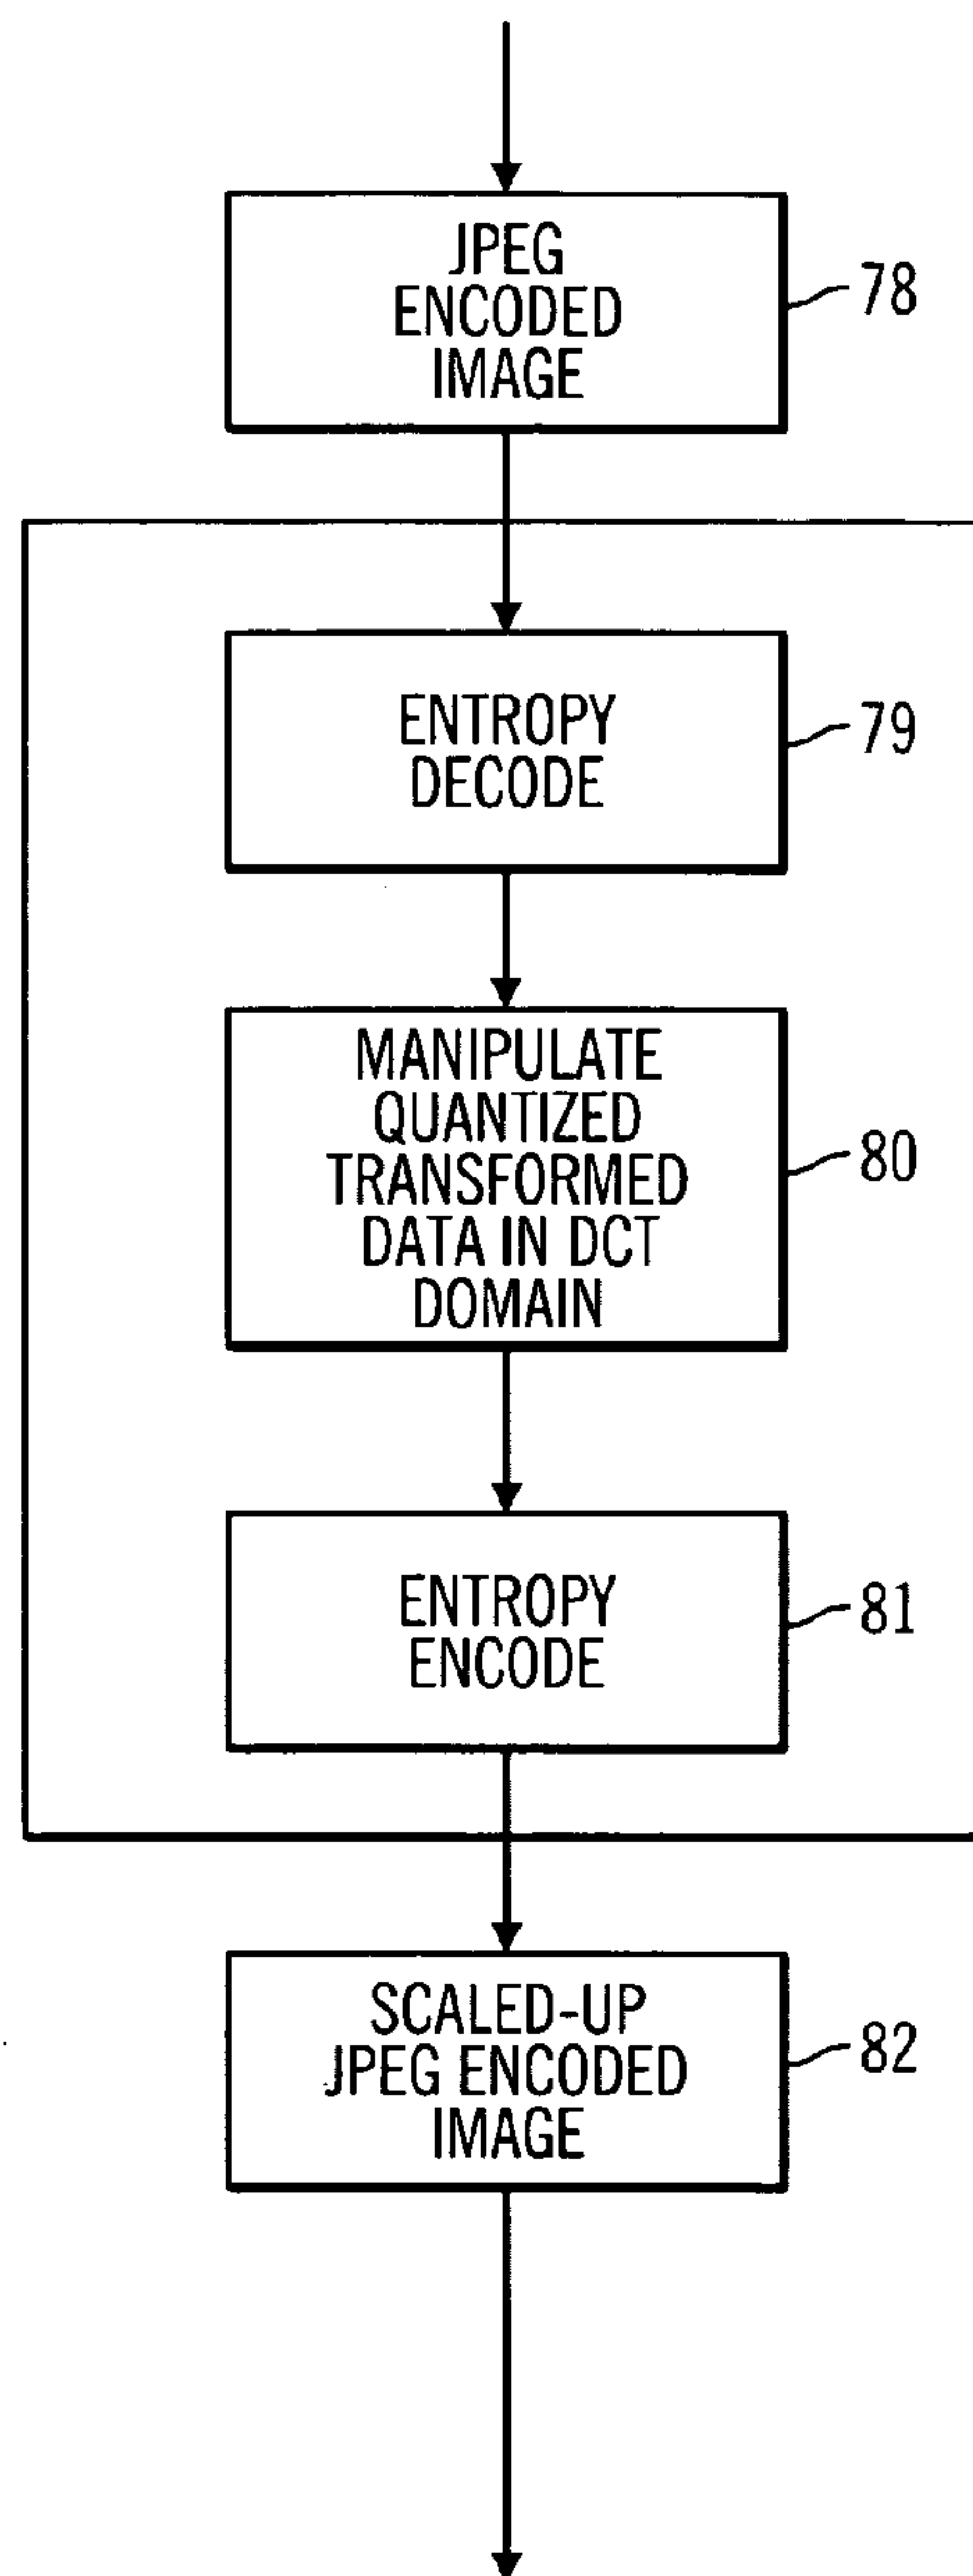 JPEG
ENCODED
IMAGE
78
ENTROPY
DECODE
79
MANIPULATE
QUANTIZED
TRANSFORMED
DATA IN DCT
DOMAIN
80
ENTROPY
ENCODE
81
SCALED-UP
JPEG ENCODED
IMAGE
82